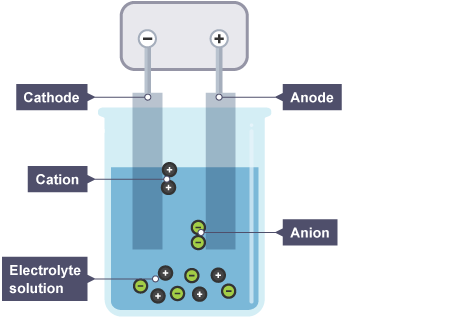 Cathode
Anode
Cation
Anion
Electrolyte
solution